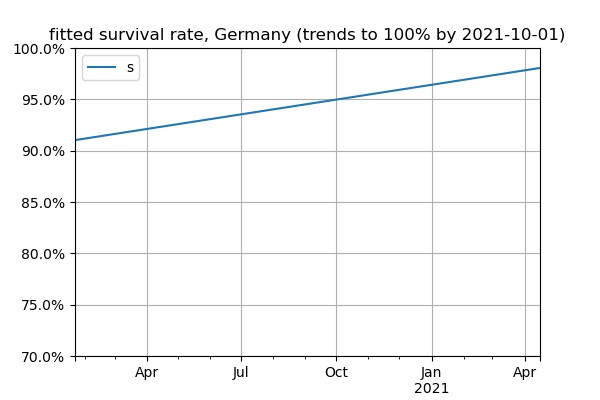 fitted survival rate, Germany (trends to 100% by 2021-10-01)
100.0%
s
95.0%
90.0%
85.0%
80.0%
75.0%
70.0%
Apr Jul Oct Jan Apr
2021